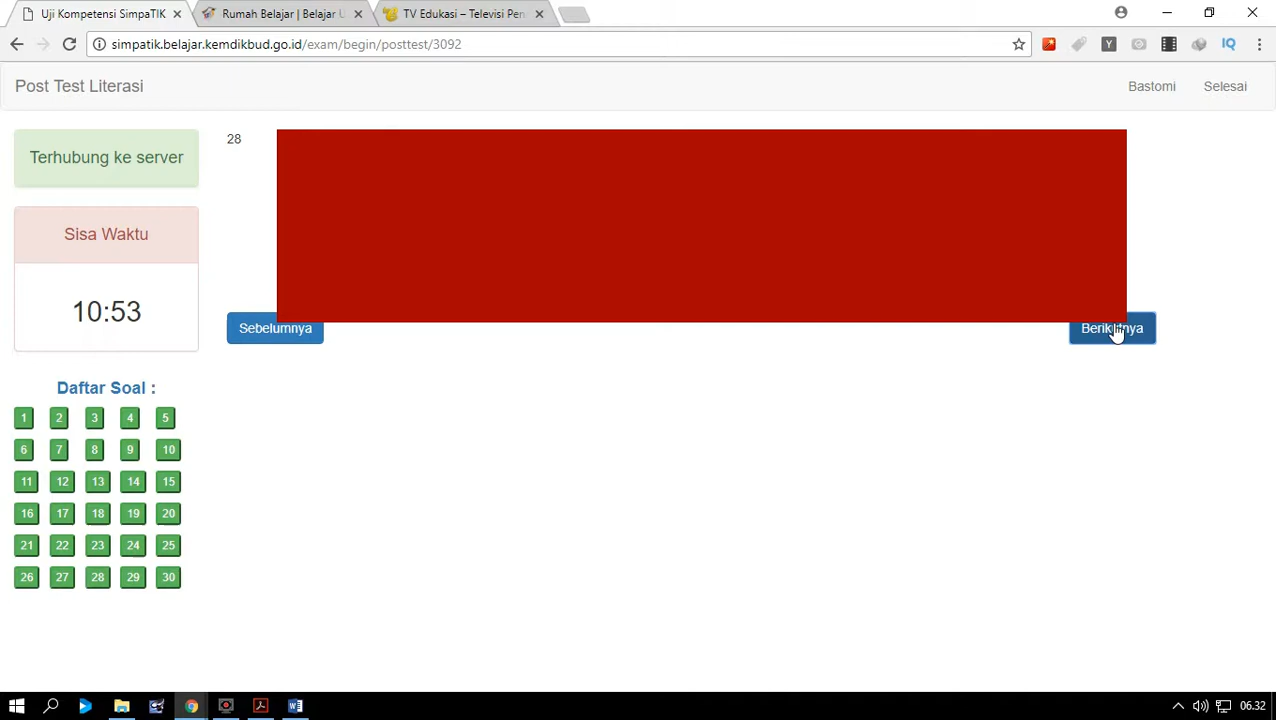 Uji Kompetensi SimpaTIK
Rumah Belajar | Belajar
TV Edukasi – Televisi
simpatik.belajar.kemdikbud.go.id/exam/begin/posttest/3092
Y
IQ
Post Test Literasi
Bastomi
Selesai
Terhubung ke server
28
Sisa Waktu
10:53
Sebelumnya
Daftar Soal :
1 2 3 4 5
6 7 8 9 10
11 12 13 14 15
16 17 18 19 20
21 22 23 24 25
26 27 28 29 30
06.32